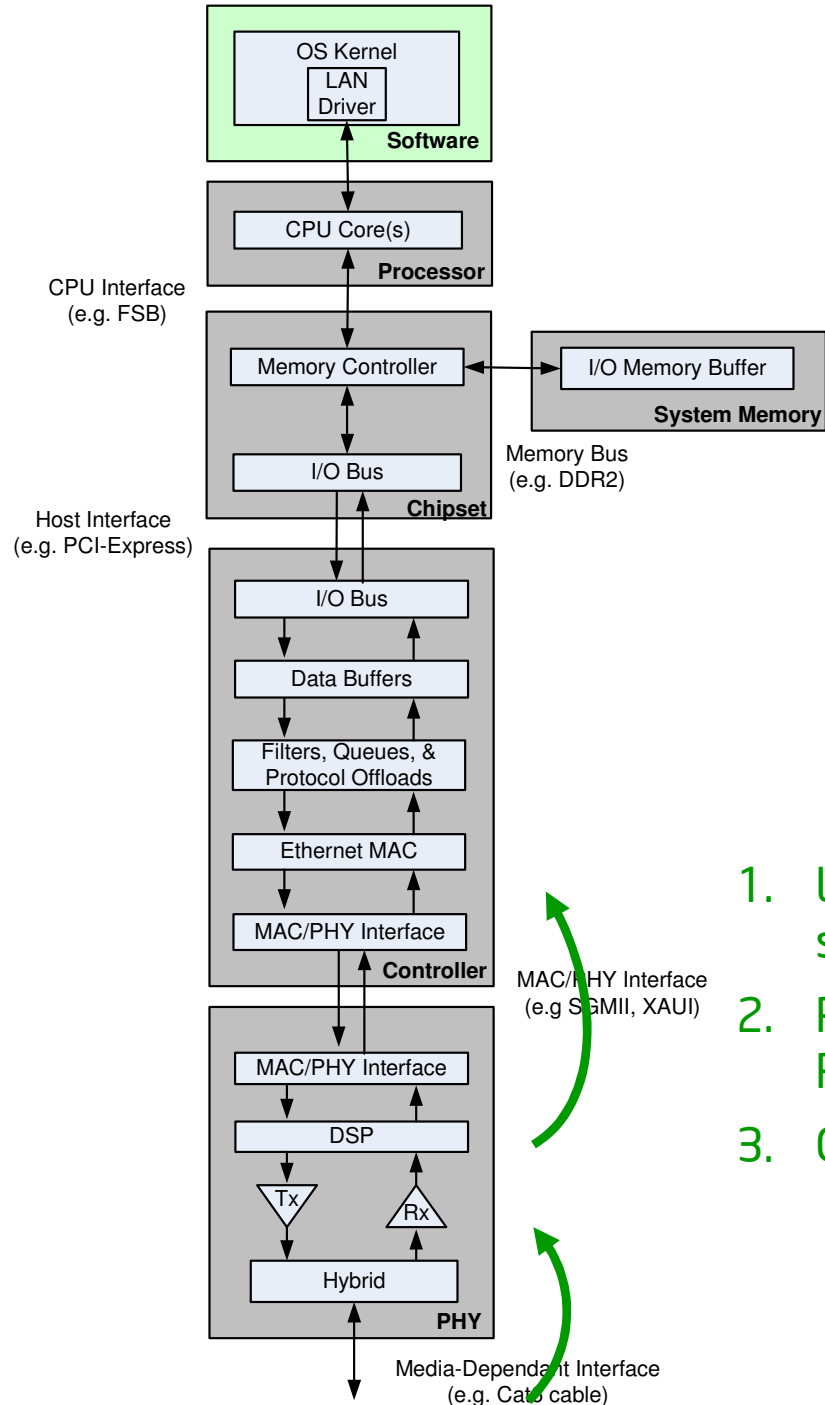 OS Kernel
LAN
Driver
Software
CPU Core(s)
Processor
CPU Interface
(e.g. FSB)
Memory Controller
I/O Memory Buffer
System Memory
Memory Bus
(e.g. DDR2)
I/O Bus
Chipset
Host Interface
(e.g. PCI-Express)
I/O Bus
Data Buffers
Filters, Queues, &
Protocol Offloads
Ethernet MAC
MAC/PHY Interface
Controller
MAC/PHY Interface
(e.g SGMII, XAUI)
MAC/PHY Interface
DSP
Tx
Rx
Hybrid
PHY
Media-Dependant Interface
(e.g. Cat6 cable)
1.
2.
3.